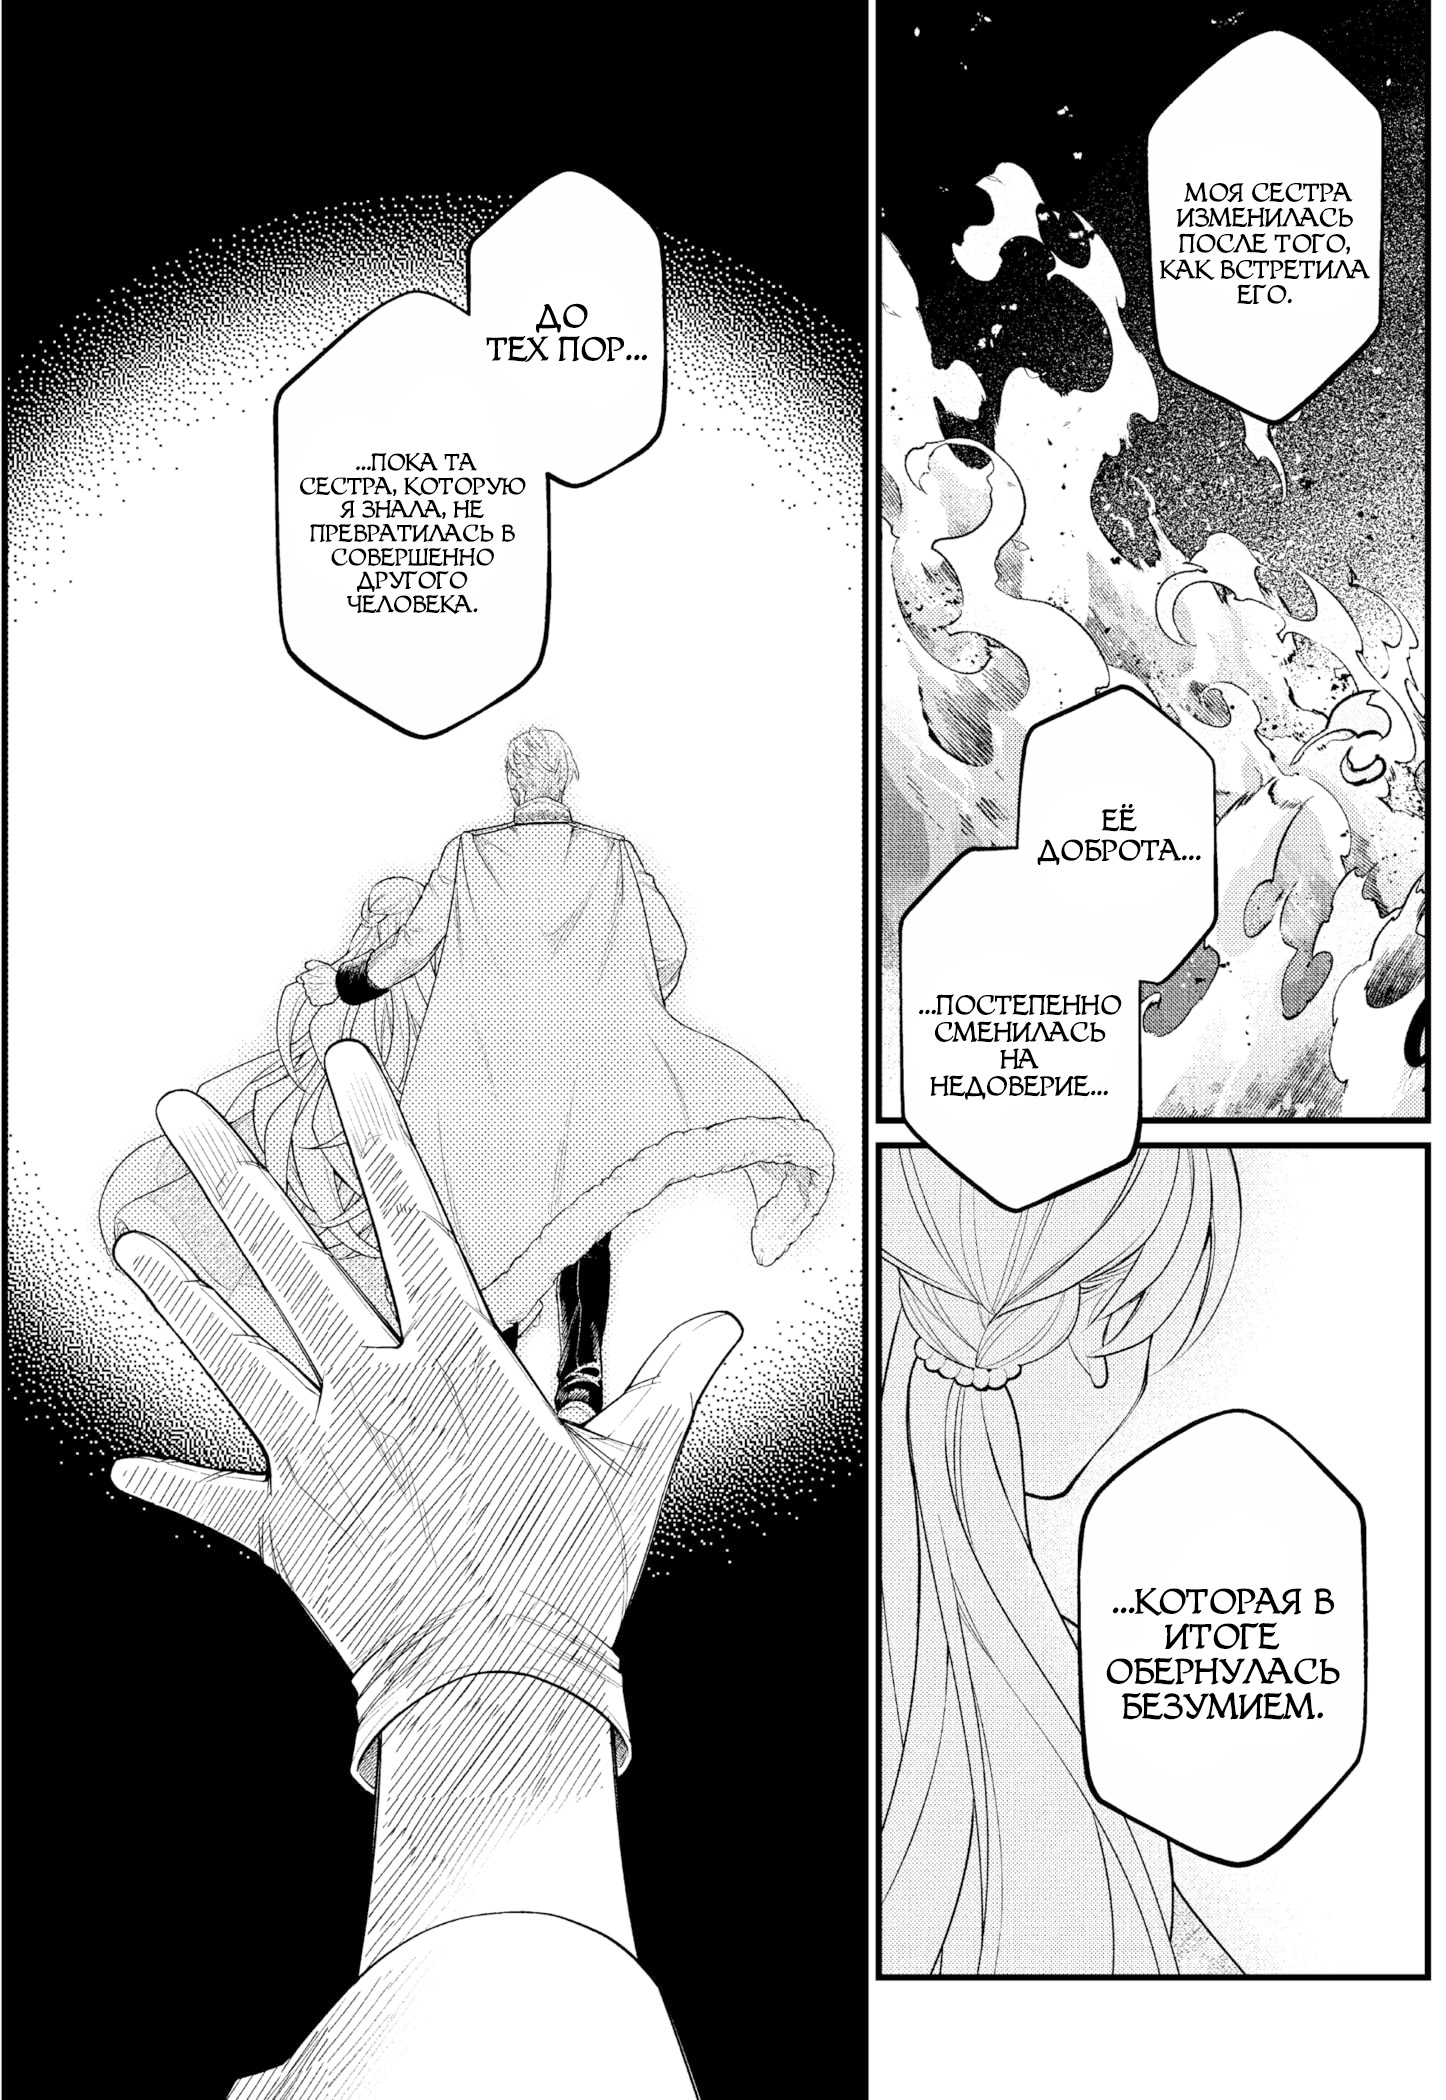 МОЯ СЕСТРА
ИЗМЕНИЛАСЬ
ПОСЛЕ ТОГО,
КАК ВСТРЕТИЛА
ЕГО.
ЕЁ
ДОБРОТА...
...ПОСТЕПЕННО
СМЕНИЛАСЬ
НА
НЕДОВЕРИЕ...
...КОТОРАЯ В
ИТОГЕ
ОБЕРНУЛАСЬ
БЕЗУМИЕМ.
ДО
ТЕХ ПОР...
...ПОКА ТА
СЕСТРА, КОТОРУЮ
Я ЗНАЛА, НЕ
ПРЕВРАТИЛАСЬ В
СОВЕРШЕННО
ДРУГОГО
ЧЕЛОВЕКА.